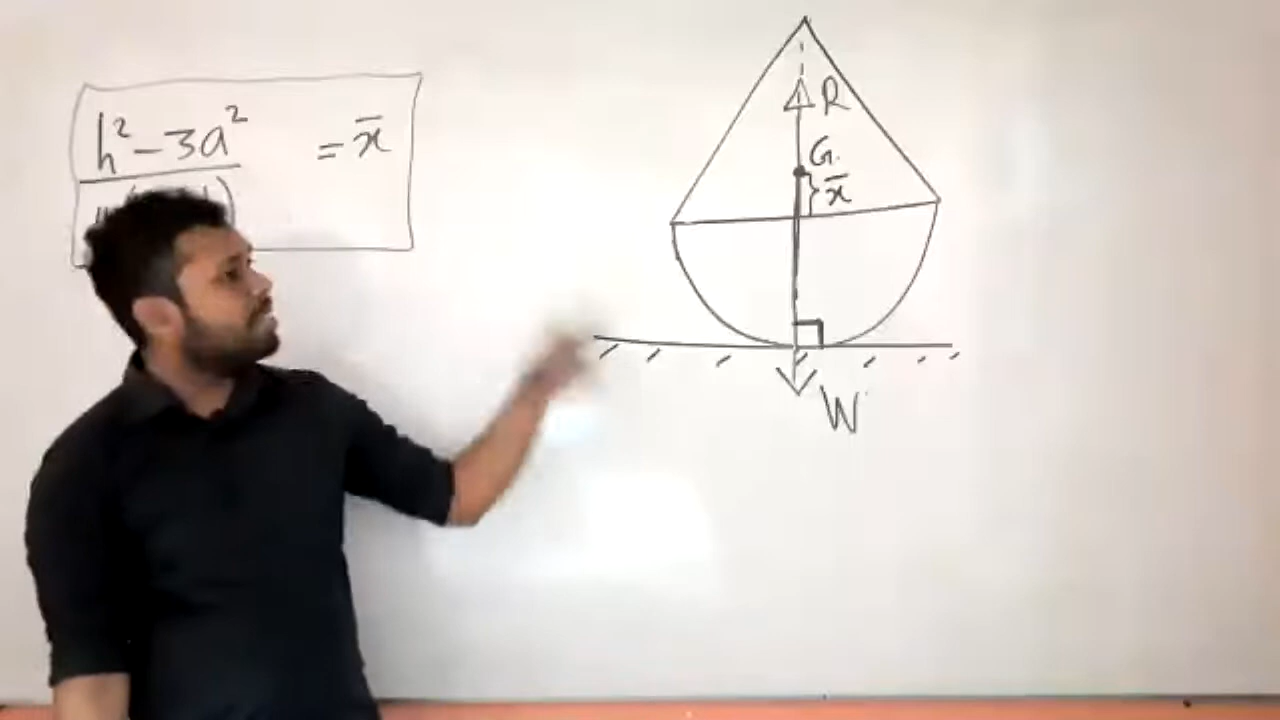 h² - 3a² = x̄
R
G
x̄
W